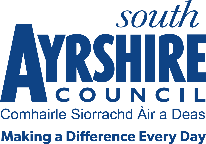 south
AYRSHIRE
COUNCIL
Comhairle Siorrachd Àir a Deas
Making a Difference Every Day